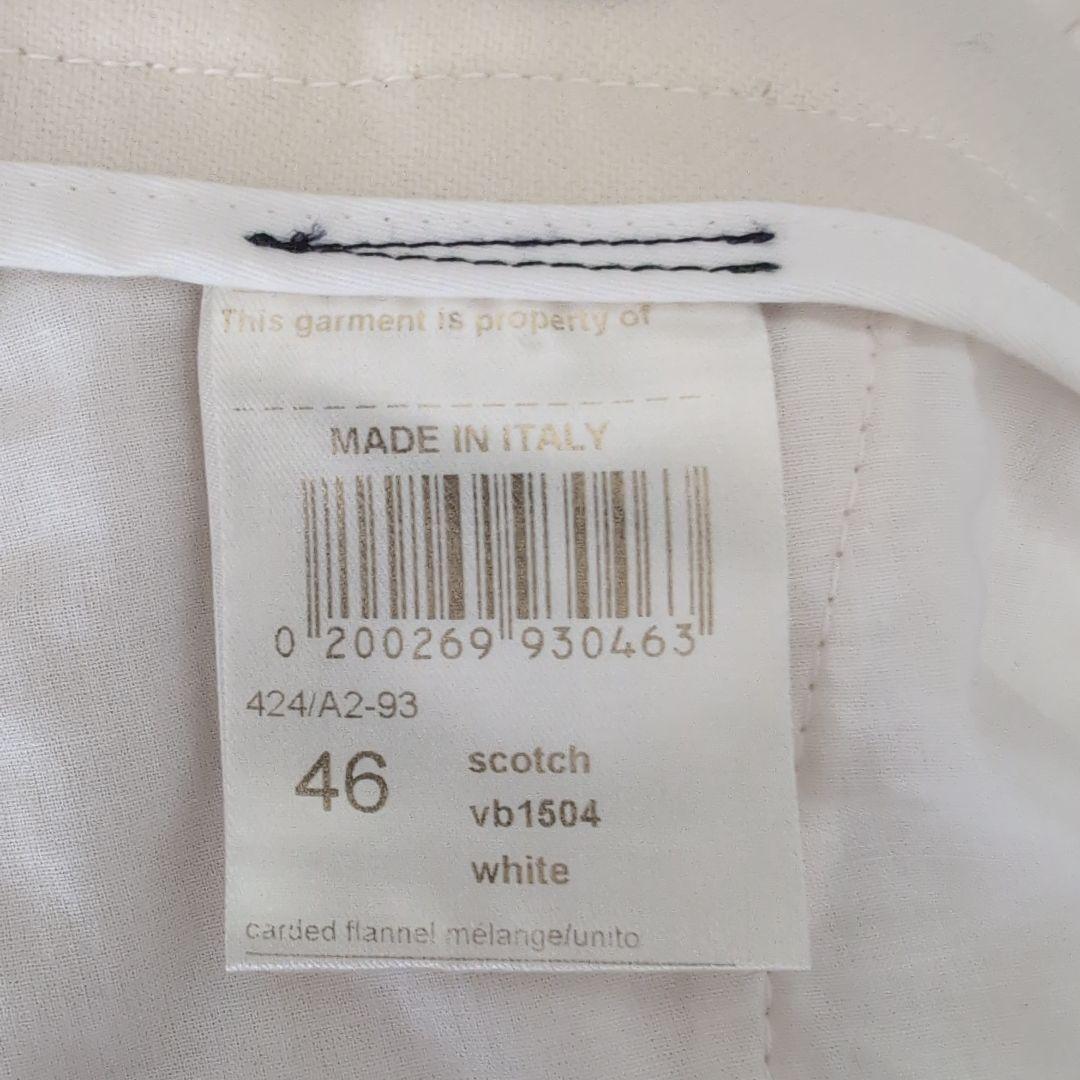 This garment is property of
MADE IN ITALY
0 200269 930463
424/A2-93
46
scotch
vb1504
white
carded flannel mélange/unito